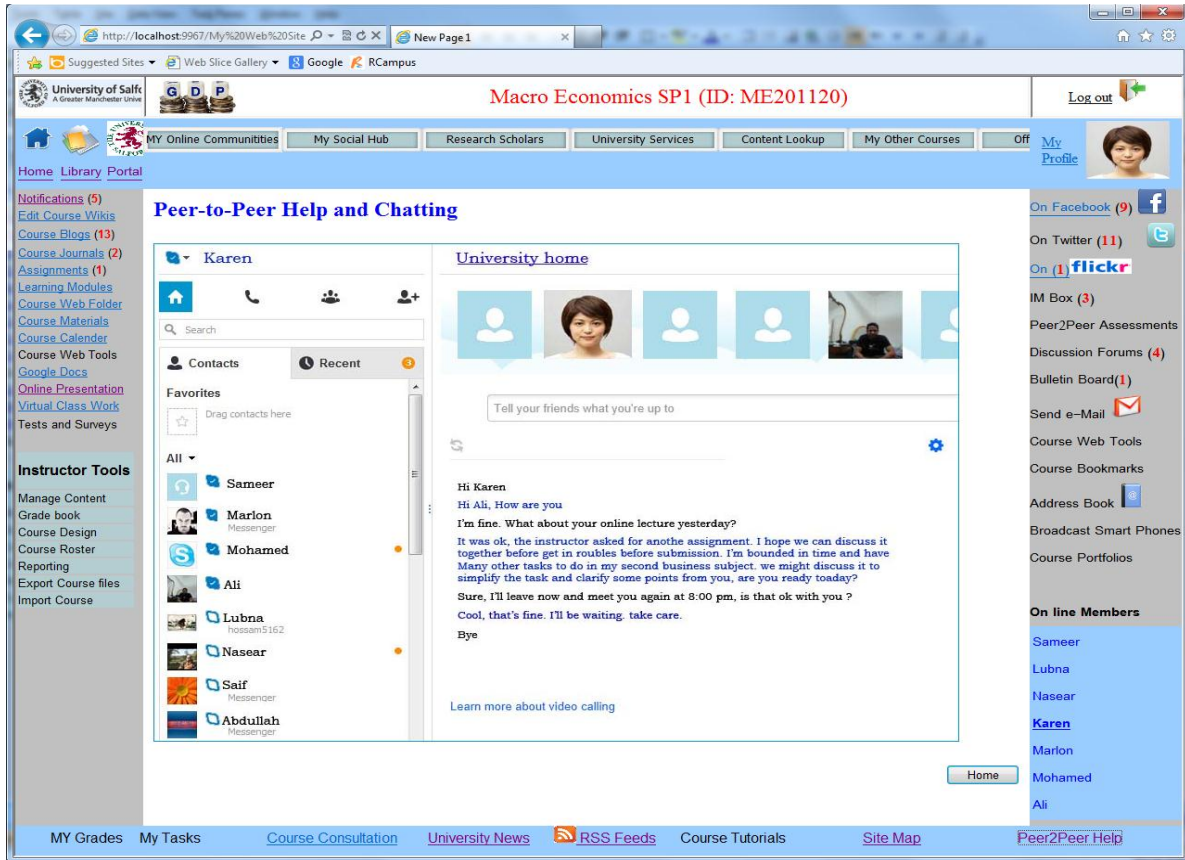 http://localhost:9967/My%20Web%20Site
New Page 1
Suggested Sites
Web Slice Gallery
Google
RCampus
University of Salf
A Greater Manchester Unive
G D P
Macro Economics SP1 (ID: ME201120)
Log out
Home Library Portal
MY Online Communitities
My Social Hub
Research Scholars
University Services
Content Lookup
My Other Courses
Off
My
Profile
Notifications (5)
Edit Course Wikis
Course Blogs (13)
Course Journals (2)
Assignments (1)
Learning Modules
Course Web Folder
Course Materials
Course Calender
Course Web Tools
Google Docs
Online Presentation
Virtual Class Work
Tests and Surveys
Instructor Tools
Manage Content
Grade book
Course Design
Course Roster
Reporting
Export Course files
Import Course
Peer-to-Peer Help and Chatting
Karen
Search
Contacts
Recent
3
Favorites
Drag contacts here
All
Sameer
Marlon
Messenger
Mohamed
Ali
Lubna
hossam5162
Nasear
Saif
Messenger
Abdullah
Messenger
University home
Tell your friends what you're up to
Hi Karen
Hi Ali, How are you
I'm fine. What about your online lecture yesterday?
It was ok, the instructor asked for anothe assignment. I hope we can discuss it
together before get in roubles before submission. I'm bounded in time and have
Many other tasks to do in my second business subject. we might discuss it to
simplify the task and clarify some points from you, are you ready toaday?
Sure, I'll leave now and meet you again at 8:00 pm, is that ok with you ?
Cool, that's fine. I'll be waiting. take care.
Bye
Learn more about video calling
Home
On Facebook (9)
On Twitter (11)
On (1) flickr
IM Box (3)
Peer2Peer Assessments
Discussion Forums (4)
Bulletin Board(1)
Send e–Mail
Course Web Tools
Course Bookmarks
Address Book
Broadcast Smart Phones
Course Portfolios
On line Members
Sameer
Lubna
Nasear
Karen
Marlon
Mohamed
Ali
MY Grades
My Tasks
Course Consultation
University News
RSS Feeds
Course Tutorials
Site Map
Peer2Peer Help